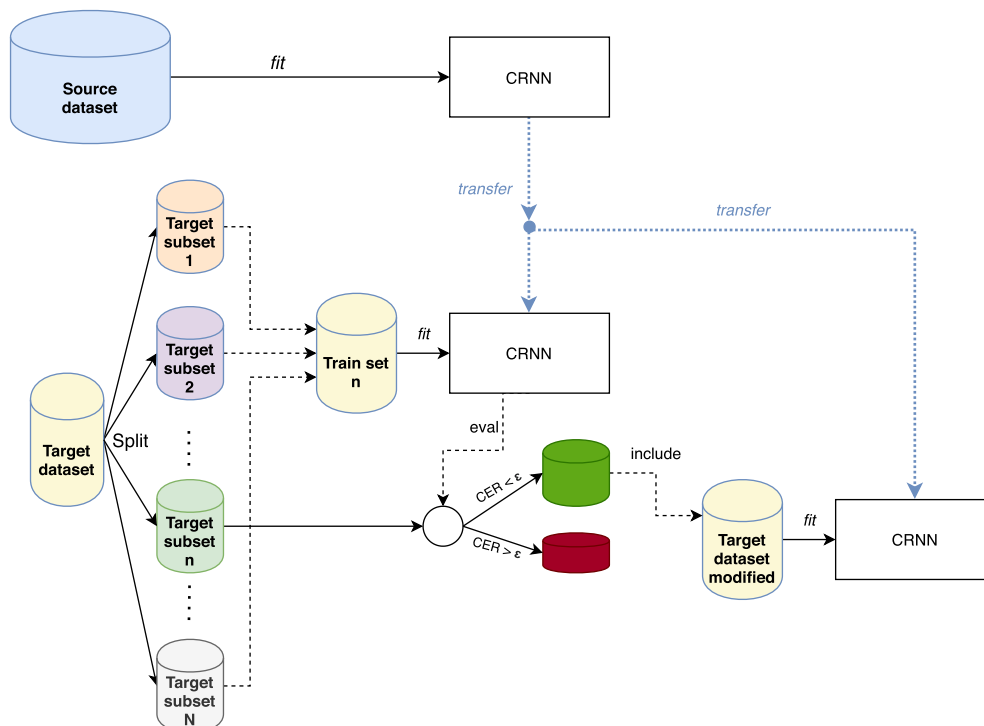 Source
dataset
fit
CRNN
transfer
transfer
Target
subset
1
Target
subset
2
Train set
n
fit
CRNN
Target
dataset
Split
eval
Target
subset
n
CER < ε
CER > ε
include
Target
dataset
modified
fit
CRNN
Target
subset
N